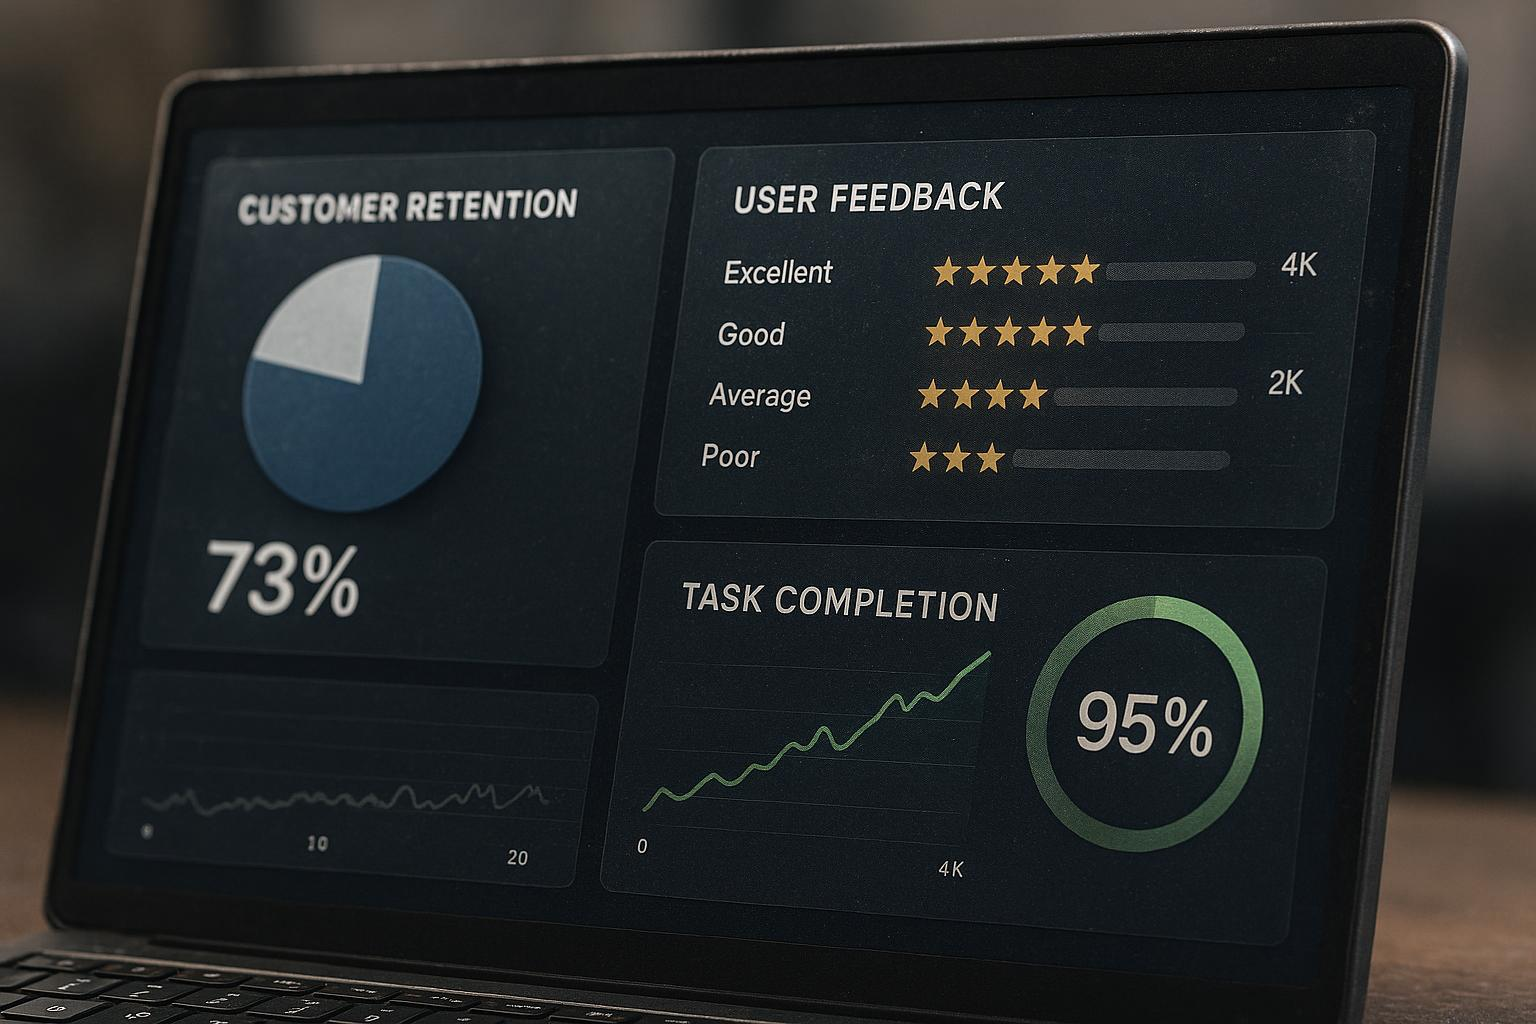 CUSTOMER RETENTION
73%
USER FEEDBACK
Excellent
4K
Good
Average
2K
Poor
10
20
TASK COMPLETION
0
4K
95%